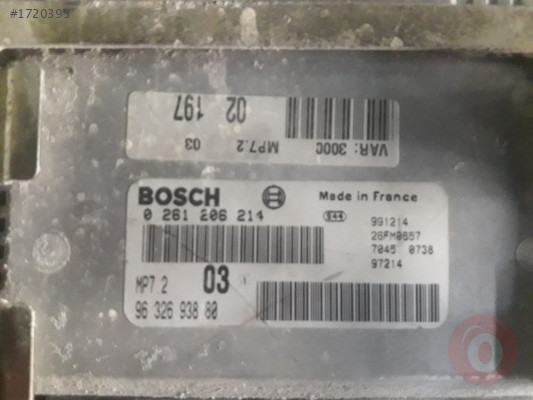 #1720395
02 197
VAR: 300C MP7.2 03
BOSCH
Made in France
0 261 206 214
991214
26FM0657
7045 0738
97214
MP7.2 03
96 326 938 80